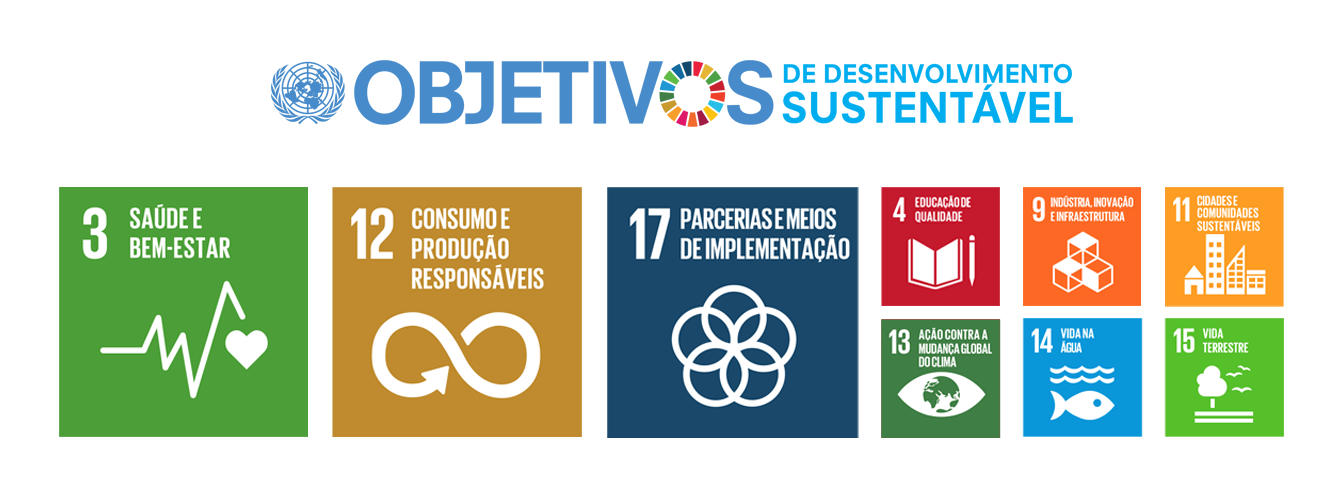 OBJETIVOS
DE DESENVOLVIMENTO
SUSTENTÁVEL
3
SAÚDE E
BEM-ESTAR
12
CONSUMO E
PRODUÇÃO
RESPONSÁVEIS
17
PARCERIAS E MEIOS
DE IMPLEMENTAÇÃO
4
EDUCAÇÃO DE
QUALIDADE
9
INDÚSTRIA, INOVAÇÃO
E INFRAESTRUTURA
11
CIDADES E
COMUNIDADES
SUSTENTÁVEIS
13
AÇÃO CONTRA A
MUDANÇA GLOBAL
DO CLIMA
14
VIDA NA
ÁGUA
15
VIDA
TERRESTRE